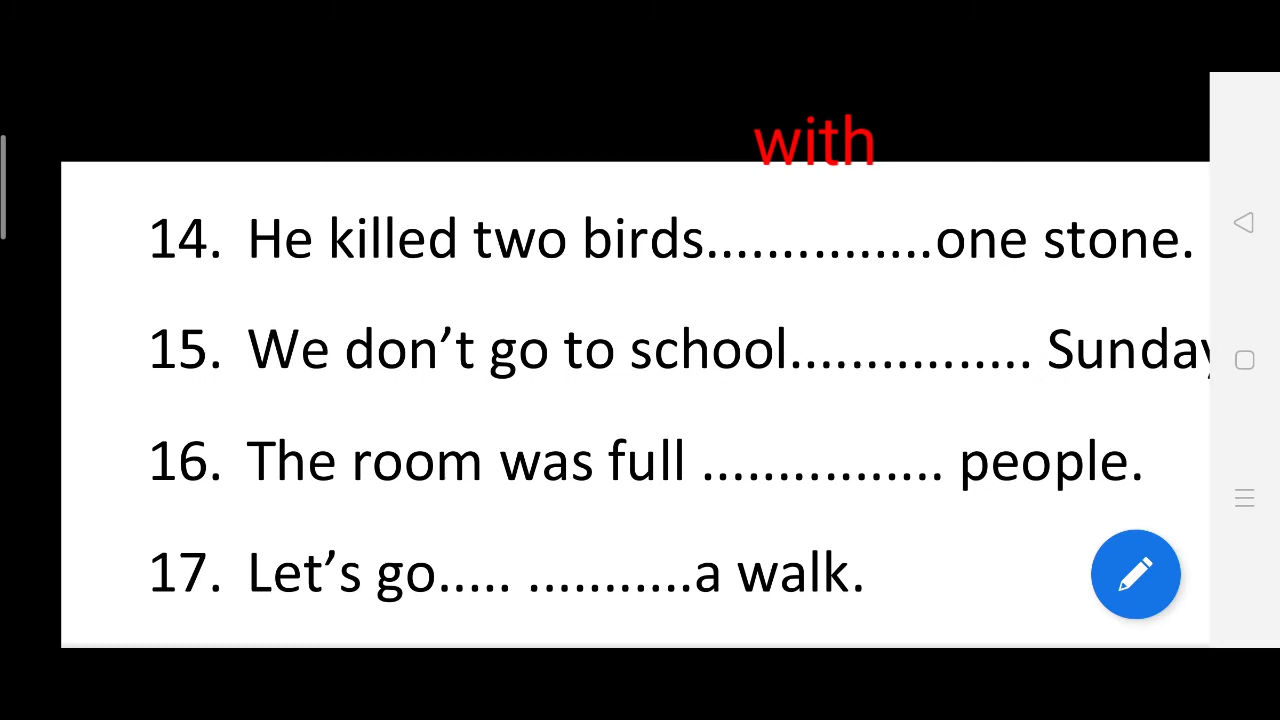 with
14. He killed two birds...............one stone.
15. We don’t go to school................ Sunday
16. The room was full ................ people.
17. Let’s go..... ...........a walk.